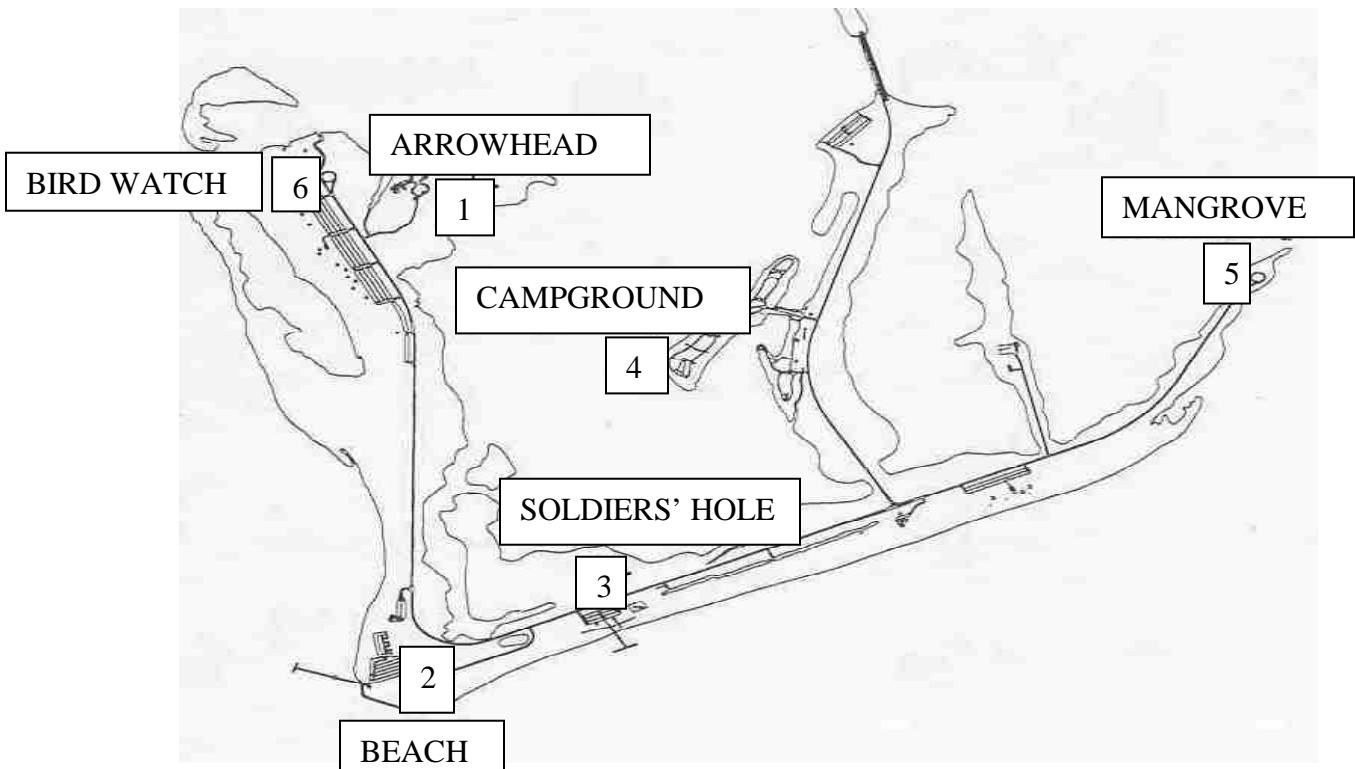 ARROWHEAD
BIRD WATCH
6
1
MANGROVE
5
CAMPGROUND
4
SOLDIERS' HOLE
3
2
BEACH